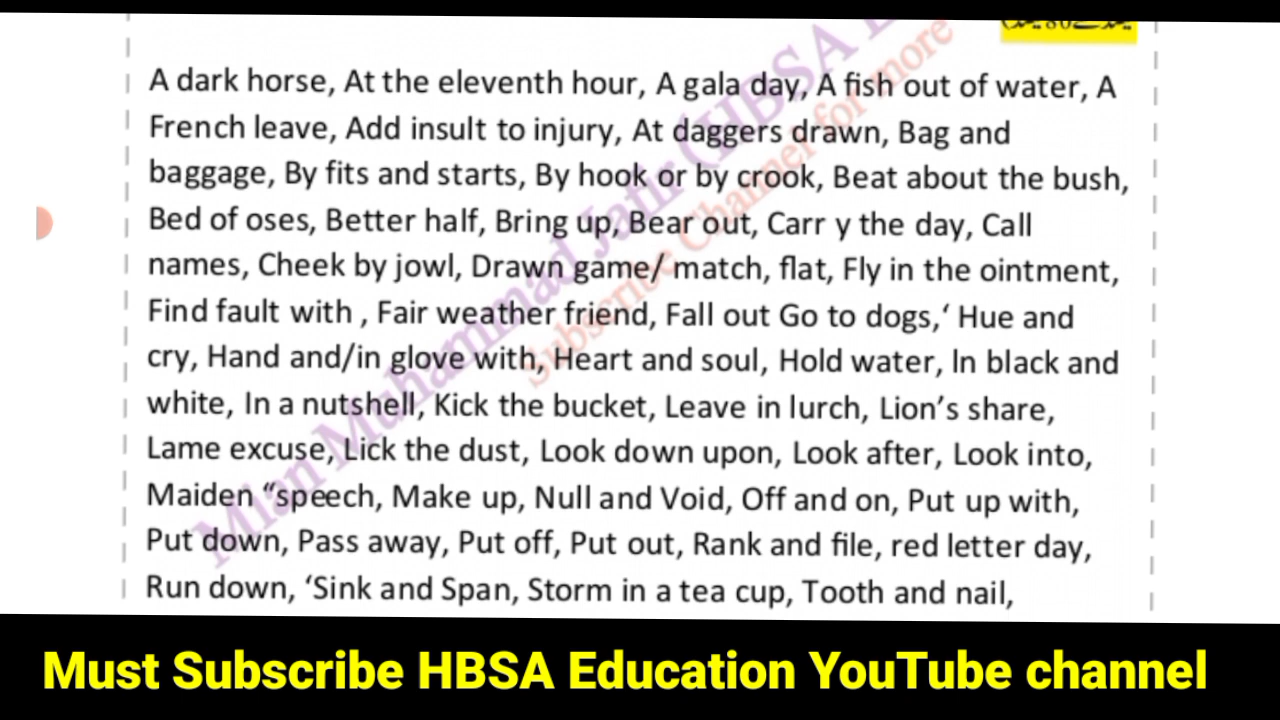 A dark horse, At the eleventh hour, A gala day, A fish out of water, A
French leave, Add insult to injury, At daggers drawn, Bag and
baggage, By fits and starts, By hook or by crook, Beat about the bush,
Bed of oses, Better half, Bring up, Bear out, Carr y the day, Call
names, Cheek by jowl, Drawn game/ match, flat, Fly in the ointment,
Find fault with , Fair weather friend, Fall out Go to dogs,‘ Hue and
cry, Hand and/in glove with, Heart and soul, Hold water, In black and
white, In a nutshell, Kick the bucket, Leave in lurch, Lion’s share,
Lame excuse, Lick the dust, Look down upon, Look after, Look into,
Maiden “speech, Make up, Null and Void, Off and on, Put up with,
Put down, Pass away, Put off, Put out, Rank and file, red letter day,
Run down, ‘Sink and Span, Storm in a tea cup, Tooth and nail,
Mian Muhammad Jatir (HBSA
Subscribe Channel for more
Must Subscribe HBSA Education YouTube channel